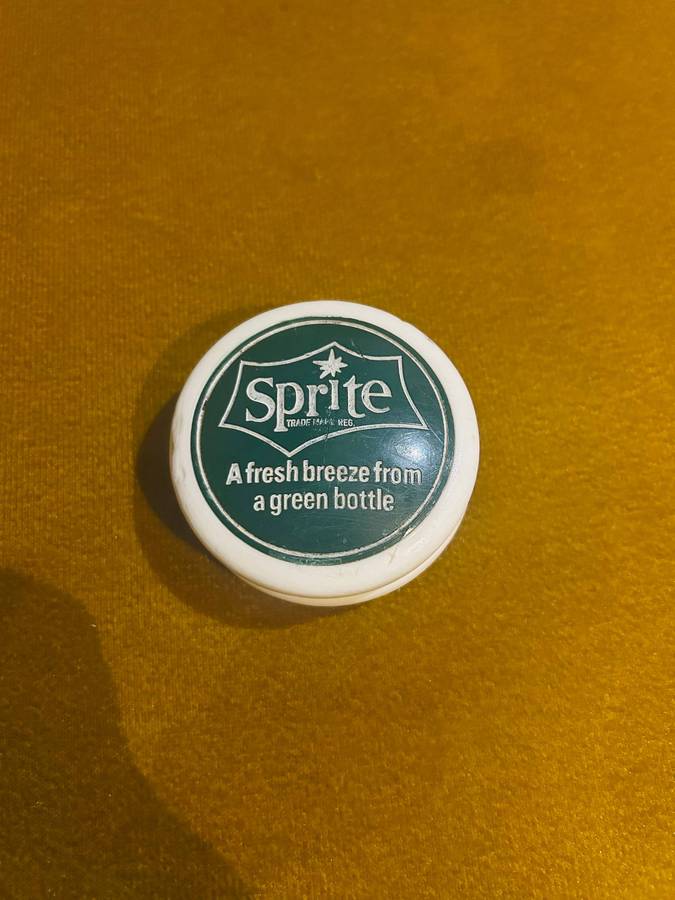 Sprite
TRADE MARK REG.
A fresh breeze from
a green bottle